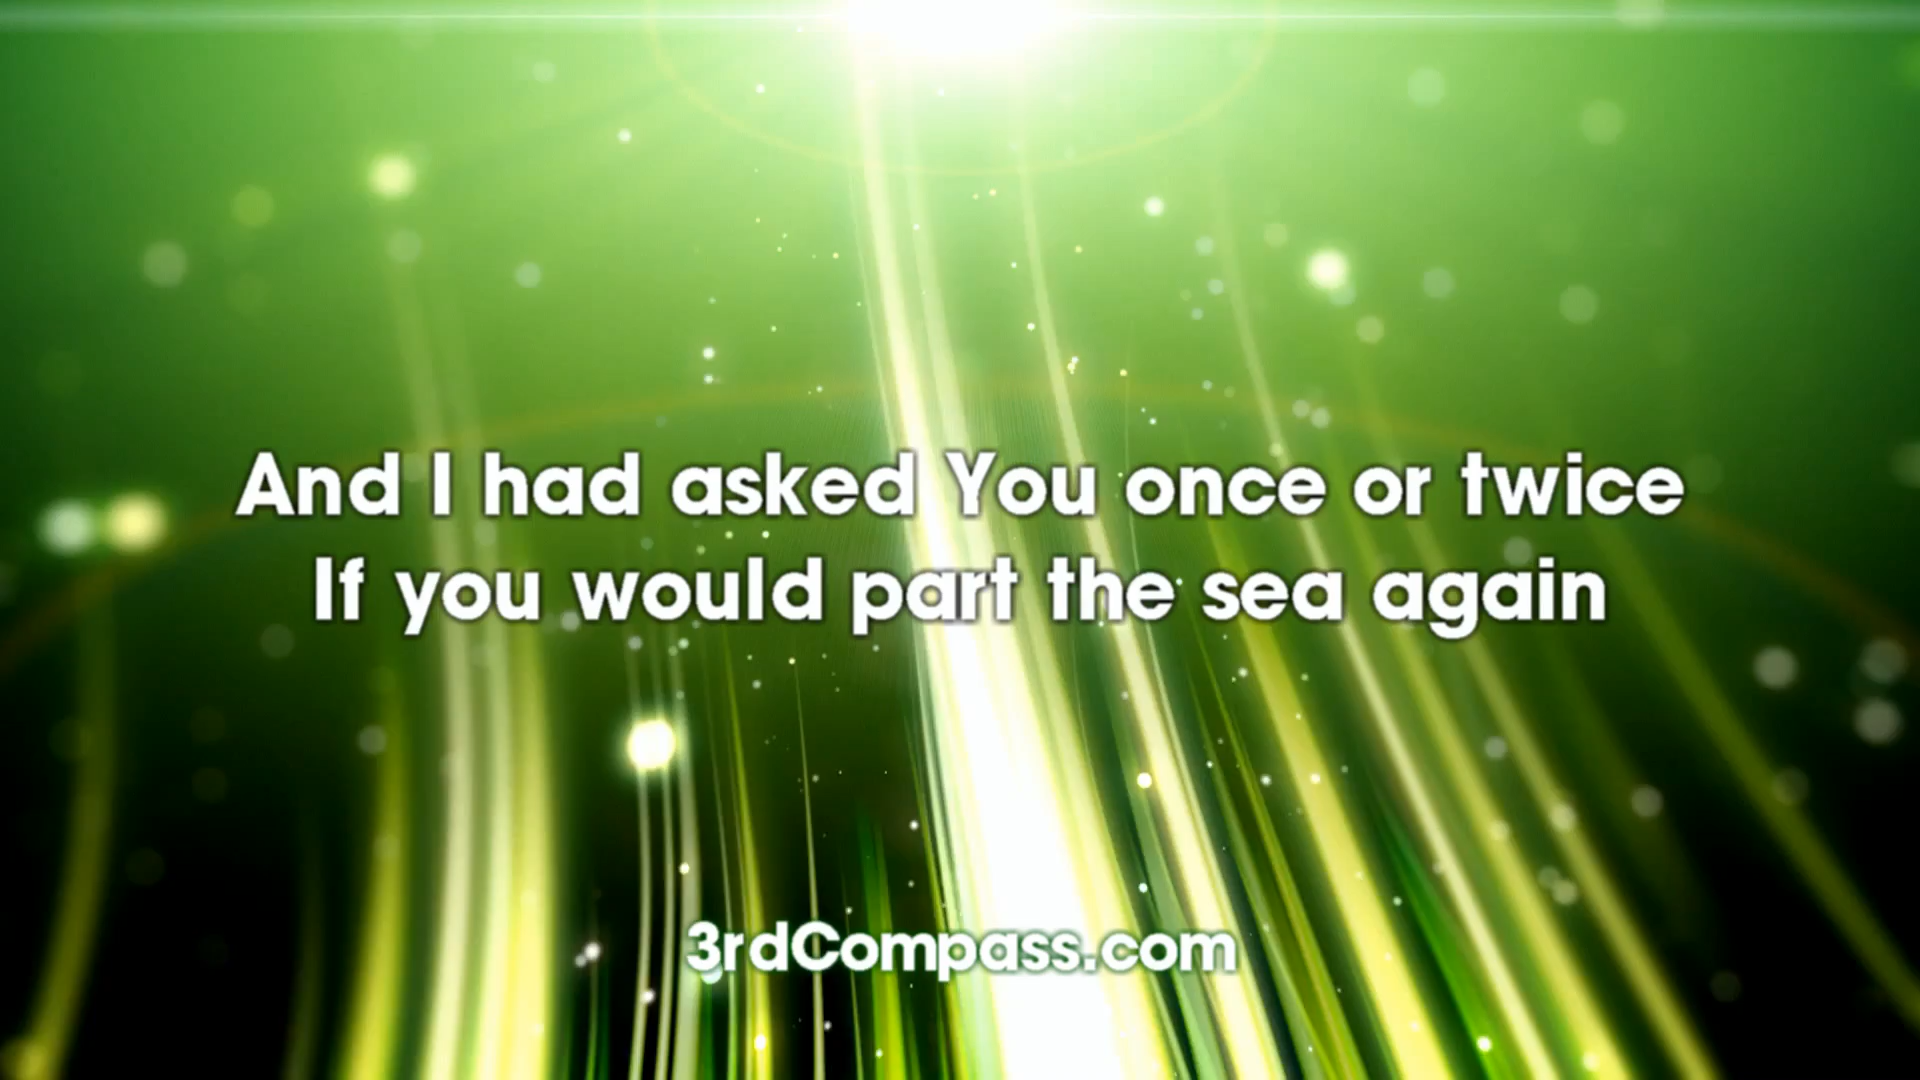 And I had asked You once or twice
If you would part the sea again
3rdCompass.com